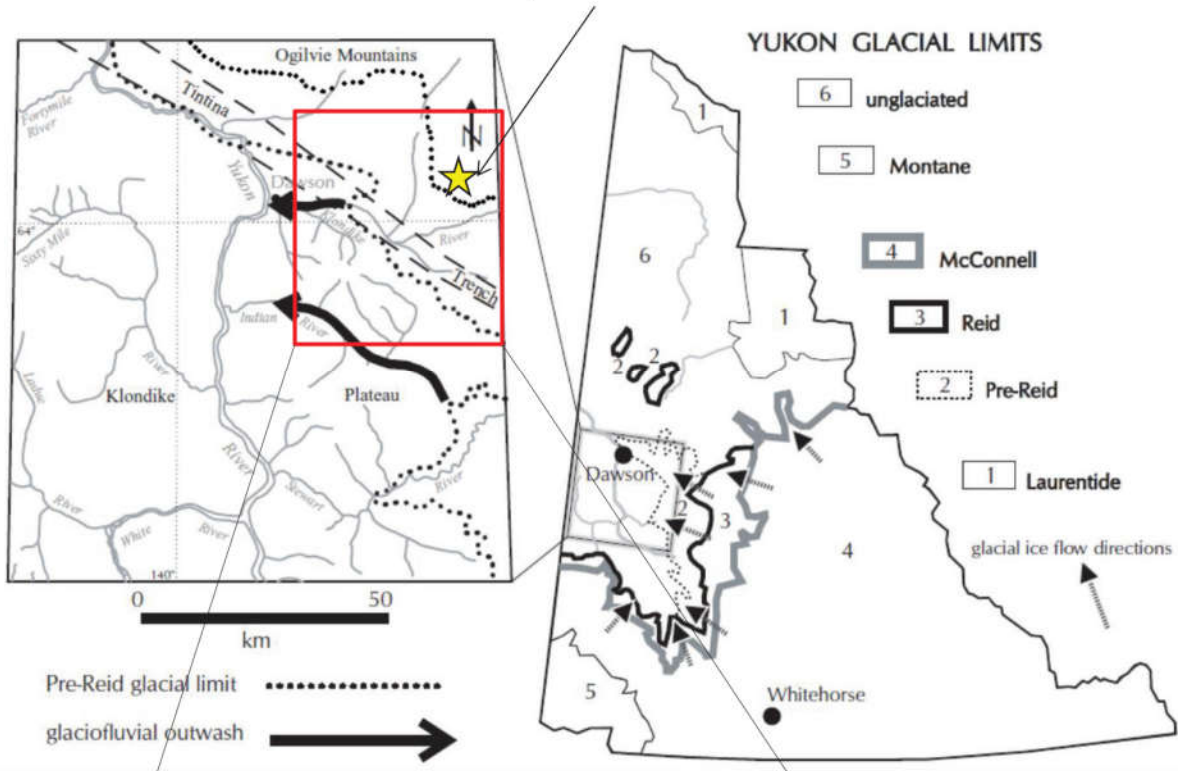 YUKON GLACIAL LIMITS
Ogilvie Mountains
Tintina
Fortymile
River
Yukon
N
Dawson
Klondike
River
64°
Sixty Mile
Trench
Indian
River
River
Klondike
Plateau
Ladue
River
River
Stewart
River
White
River
140°
0
50
km
Pre-Reid glacial limit
glaciofluvial outwash
6 unglaciated
5 Montane
4 McConnell
3 Reid
2 Pre-Reid
1 Laurentide
glacial ice flow directions
1
6
1
2
2
Dawson
2
3
4
5
Whitehorse